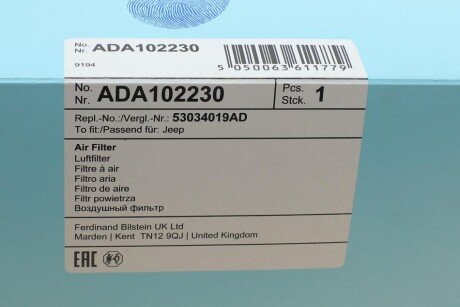 No.
Nr. ADA102230
9194
5 050063 611779
No.
Nr. ADA102230
Pcs.
Stck. 1
Repl.-No.:/Vergl.-Nr.: 53034019AD
To fit:/Passend für: Jeep
Air Filter
Luftfilter
Filtre à air
Filtro aria
Filtro de aire
Filtr powietrza
Воздушный фильтр
Ferdinand Bilstein UK Ltd
Marden | Kent TN12 9QJ | United Kingdom
EAC